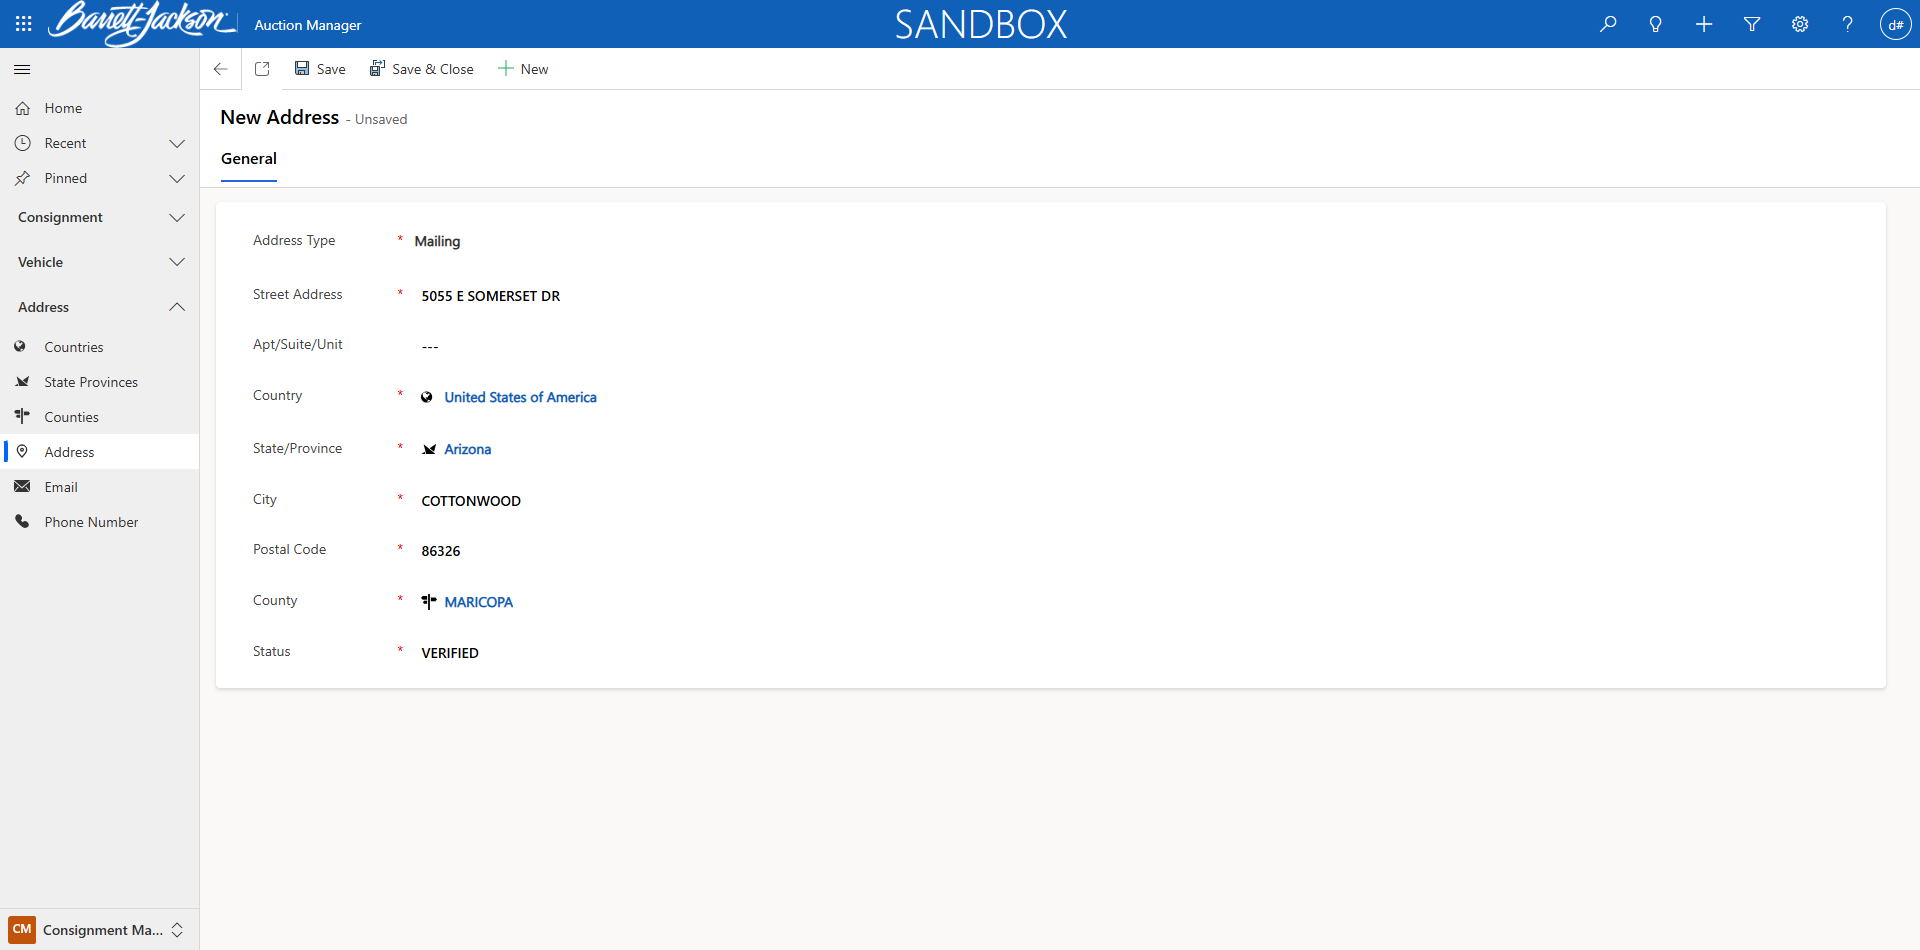 Barrett-Jackson
Auction Manager
SANDBOX
d#
Save
Save & Close
New
Home
Recent
Pinned
Consignment
Vehicle
Address
Countries
State Provinces
Counties
Address
Email
Phone Number
CM Consignment Ma...
New Address - Unsaved
General
Address Type * Mailing
Street Address * 5055 E SOMERSET DR
Apt/Suite/Unit ---
Country * United States of America
State/Province * Arizona
City * COTTONWOOD
Postal Code * 86326
County * MARICOPA
Status * VERIFIED